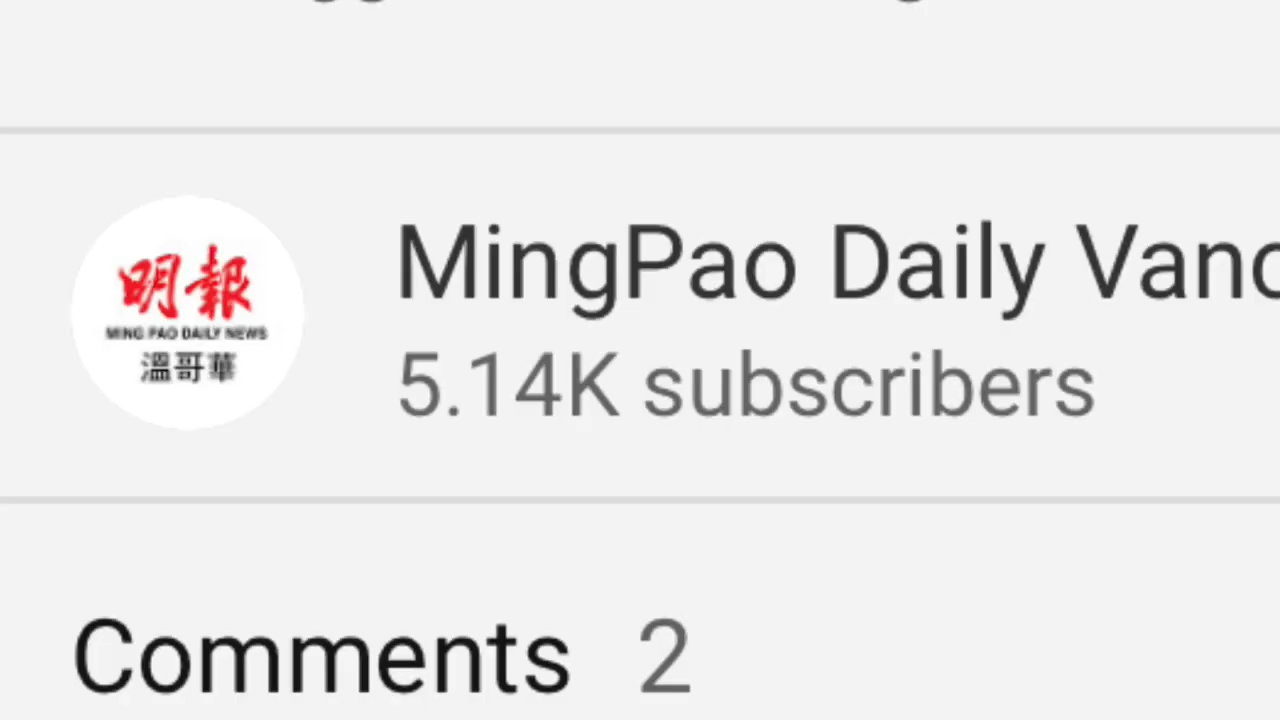 明報
MING PAO DAILY NEWS
溫哥華
MingPao Daily Vanc
5.14K subscribers
Comments 2